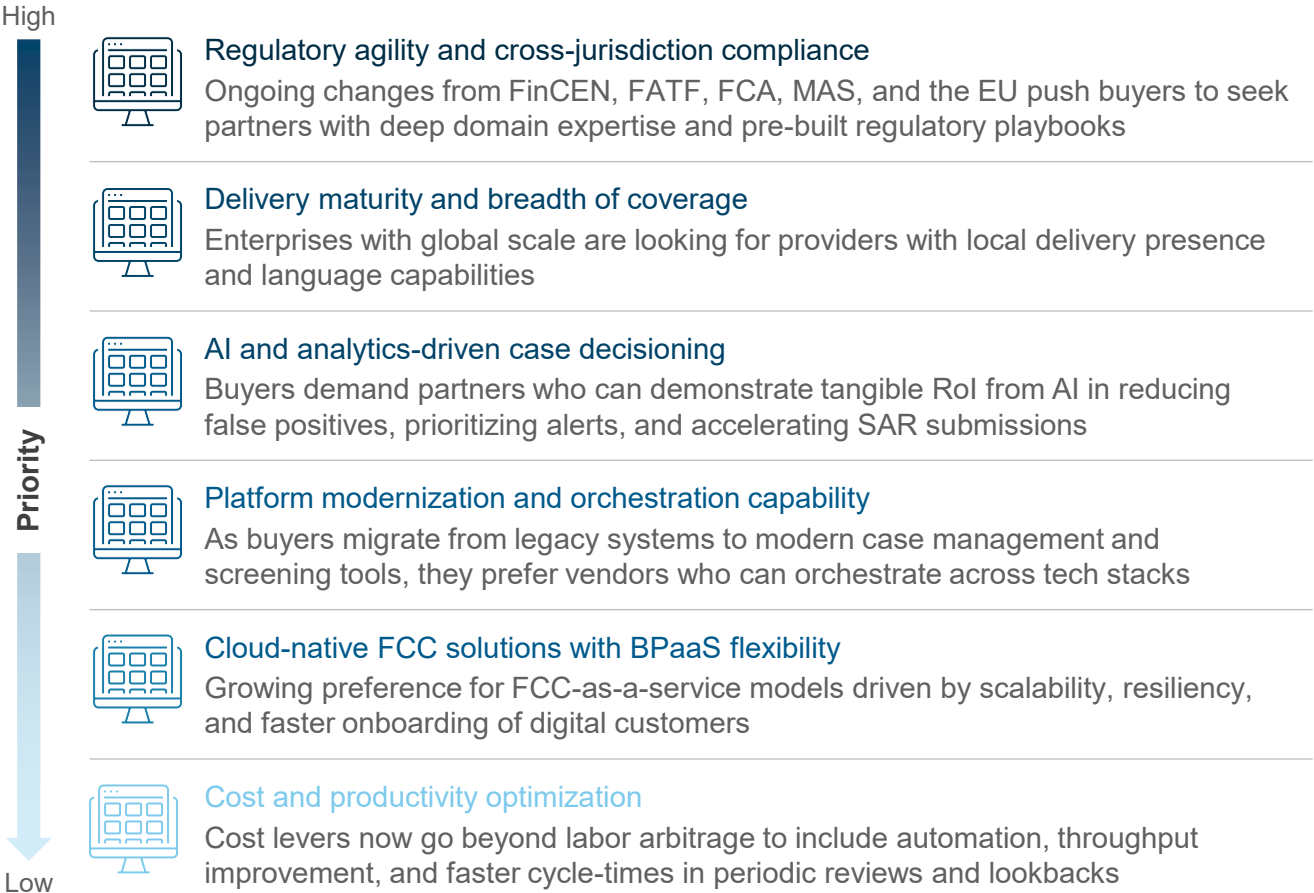 High
Regulatory agility and cross-jurisdiction compliance
Ongoing changes from FinCEN, FATF, FCA, MAS, and the EU push buyers to seek
partners with deep domain expertise and pre-built regulatory playbooks
Delivery maturity and breadth of coverage
Enterprises with global scale are looking for providers with local delivery presence
and language capabilities
AI and analytics-driven case decisioning
Buyers demand partners who can demonstrate tangible RoI from AI in reducing
false positives, prioritizing alerts, and accelerating SAR submissions
Priority
Platform modernization and orchestration capability
As buyers migrate from legacy systems to modern case management and
screening tools, they prefer vendors who can orchestrate across tech stacks
Cloud-native FCC solutions with BPaaS flexibility
Growing preference for FCC-as-a-service models driven by scalability, resiliency,
and faster onboarding of digital customers
Cost and productivity optimization
Cost levers now go beyond labor arbitrage to include automation, throughput
improvement, and faster cycle-times in periodic reviews and lookbacks
Low